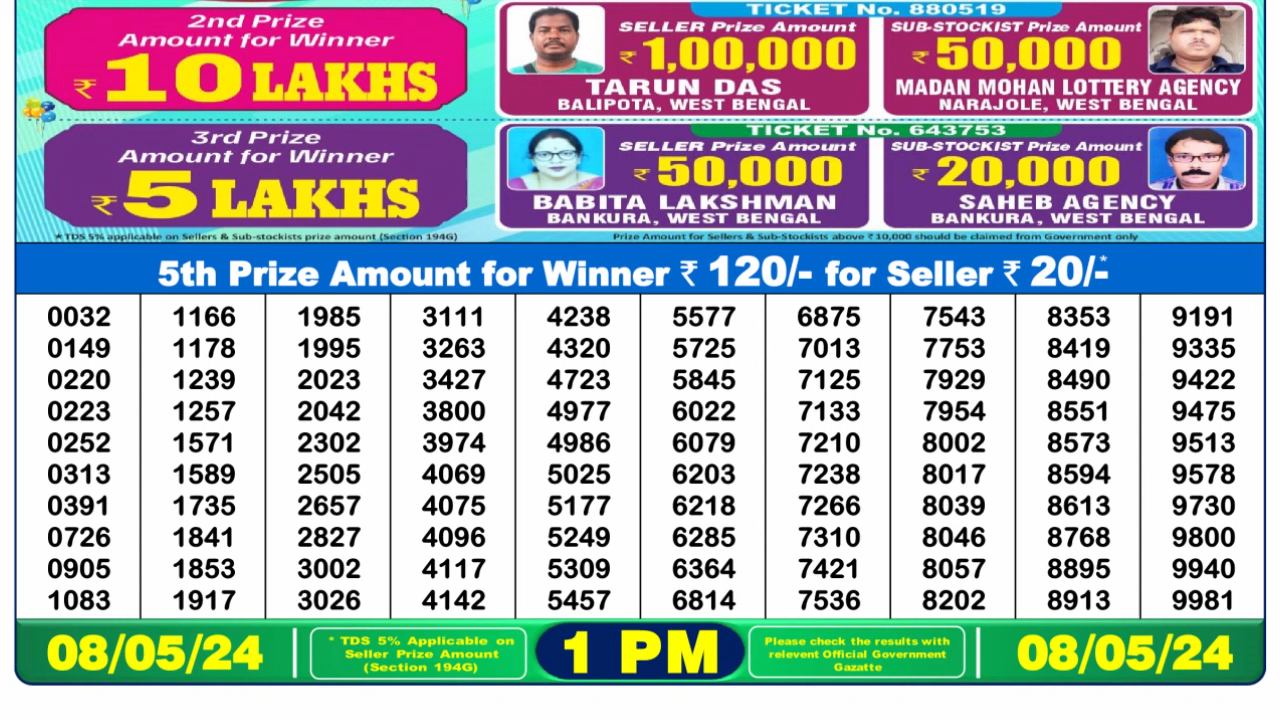 2nd Prize
Amount for Winner
₹ 10 LAKHS
TICKET No. 880519
SELLER Prize Amount
₹ 1,00,000
TARUN DAS
BALIPOTA, WEST BENGAL
SUB-STOCKIST Prize Amount
₹ 50,000
MADAN MOHAN LOTTERY AGENCY
NARAJOLE, WEST BENGAL
3rd Prize
Amount for Winner
₹ 5 LAKHS
TICKET No. 643753
SELLER Prize Amount
₹ 50,000
BABITA LAKSHMAN
BANKURA, WEST BENGAL
SUB-STOCKIST Prize Amount
₹ 20,000
SAHEB AGENCY
BANKURA, WEST BENGAL
*TDS 5% applicable on Sellers & Sub-stockists prize amount (Section 194G)
Prize Amount for Sellers & Sub-Stockists above ₹10,000 should be claimed from Government only
5th Prize Amount for Winner ₹ 120/- for Seller ₹ 20/-*
0032 1166 1985 3111 4238 5577 6875 7543 8353 9191
0149 1178 1995 3263 4320 5725 7013 7753 8419 9335
0220 1239 2023 3427 4723 5845 7125 7929 8490 9422
0223 1257 2042 3800 4977 6022 7133 7954 8551 9475
0252 1571 2302 3974 4986 6079 7210 8002 8573 9513
0313 1589 2505 4069 5025 6203 7238 8017 8594 9578
0391 1735 2657 4075 5177 6218 7266 8039 8613 9730
0726 1841 2827 4096 5249 6285 7310 8046 8768 9800
0905 1853 3002 4117 5309 6364 7421 8057 8895 9940
1083 1917 3026 4142 5457 6814 7536 8202 8913 9981
08/05/24
* TDS 5% Applicable on
Seller Prize Amount
(Section 194G)
1 PM
Please check the results with
relevent Official Government
Gazatte
08/05/24